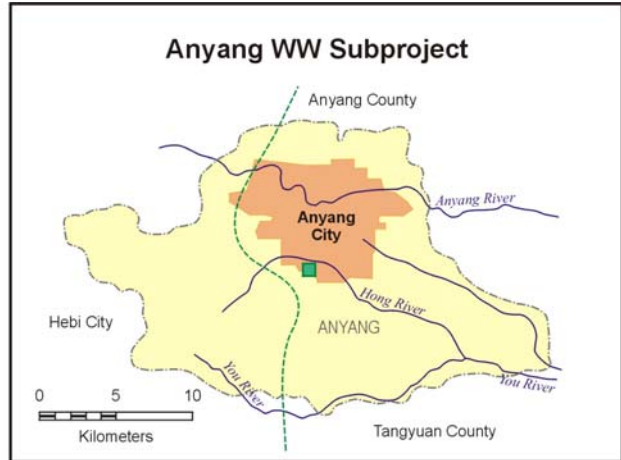 Anyang WW Subproject
Anyang County
Anyang River
Anyang
City
Hong River
Hebi City
ANYANG
You River
You River
0 5 10
Kilometers
Tangyuan County